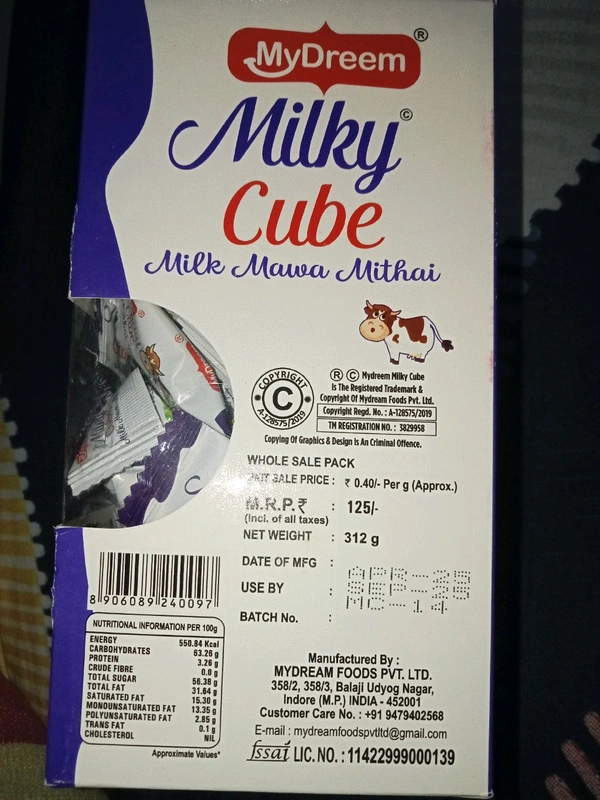 MyDreem®
Milky©
Cube
Milk Mawa Mithai
COPYRIGHT
C
A-128575/2019
® © Mydreem Milky Cube
Is The Registered Trademark &
Copyright Of Mydream Foods Pvt. Ltd.
Copyright Regd. No. : A-128575/2019
TM REGISTRATION NO. : 3829958
Copying Of Graphics & Design Is An Criminal Offence.
WHOLE SALE PACK
UNIT SALE PRICE : ₹ 0.40/- Per g (Approx.)
M.R.P.₹ : 125/-
(Incl. of all taxes)
NET WEIGHT : 312 g
DATE OF MFG : APR-25
USE BY : SEP-25
BATCH No. : MC-14
8 906089 240097
NUTRITIONAL INFORMATION PER 100g
ENERGY 550.84 Kcal
CARBOHYDRATES 63.26 g
PROTEIN 3.26 g
CRUDE FIBRE 0.0 g
TOTAL SUGAR 56.38 g
TOTAL FAT 31.64 g
SATURATED FAT 15.30 g
MONOUNSATURATED FAT 13.35 g
POLYUNSATURATED FAT 2.85 g
TRANS FAT 0.1 g
CHOLESTEROL NIL
Approximate Values*
Manufactured By :
MYDREAM FOODS PVT. LTD.
358/2, 358/3, Balaji Udyog Nagar,
Indore (M.P.) INDIA - 452001
Customer Care No. : +91 9479402568
E-mail : mydreamfoodspvtltd@gmail.com
fssai LIC. NO. : 11422999000139